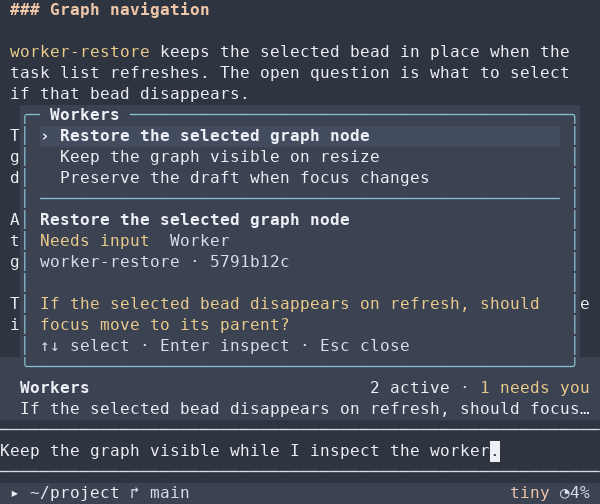 ### Graph navigation
worker-restore keeps the selected bead in place when the
task list refreshes. The open question is what to select
if that bead disappears.
Workers
T › Restore the selected graph node
g Keep the graph visible on resize
d Preserve the draft when focus changes
A Restore the selected graph node
t Needs input Worker
g worker-restore · 5791b12c
T If the selected bead disappears on refresh, should e
i focus move to its parent?
↑↓ select · Enter inspect · Esc close
Workers 2 active · 1 needs you
If the selected bead disappears on refresh, should focus…
Keep the graph visible while I inspect the worker.
▸ ~/project ↱ main tiny ◔4%